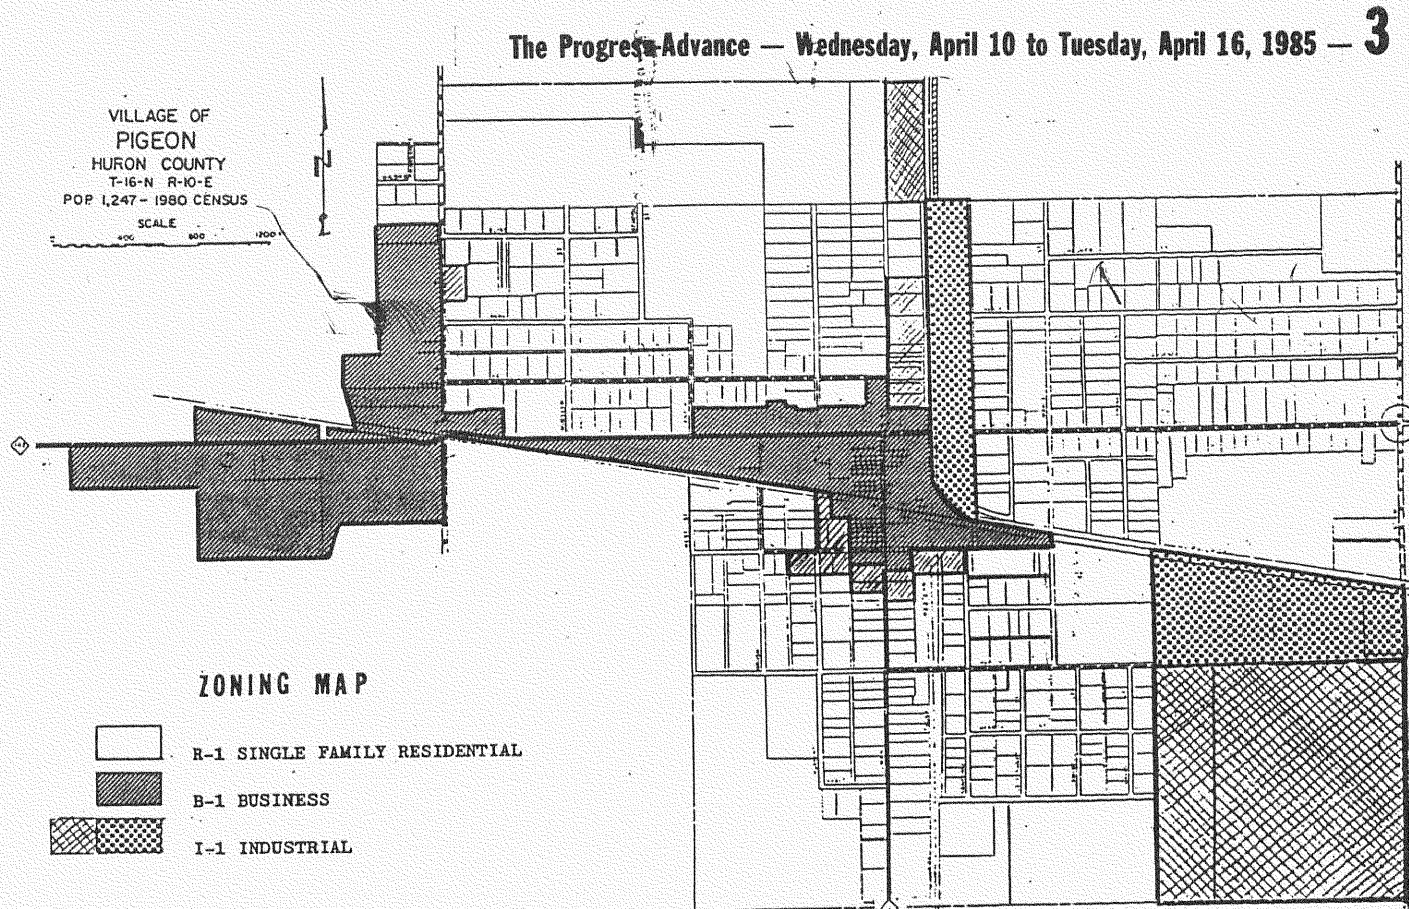 The Progress-Advance — Wednesday, April 10 to Tuesday, April 16, 1985 — 3
VILLAGE OF
PIGEON
HURON COUNTY
T-16-N R-10-E
POP. 1,247 - 1980 CENSUS
SCALE
400 800 1200
N
ZONING MAP
R-1 SINGLE FAMILY RESIDENTIAL
B-1 BUSINESS
I-1 INDUSTRIAL